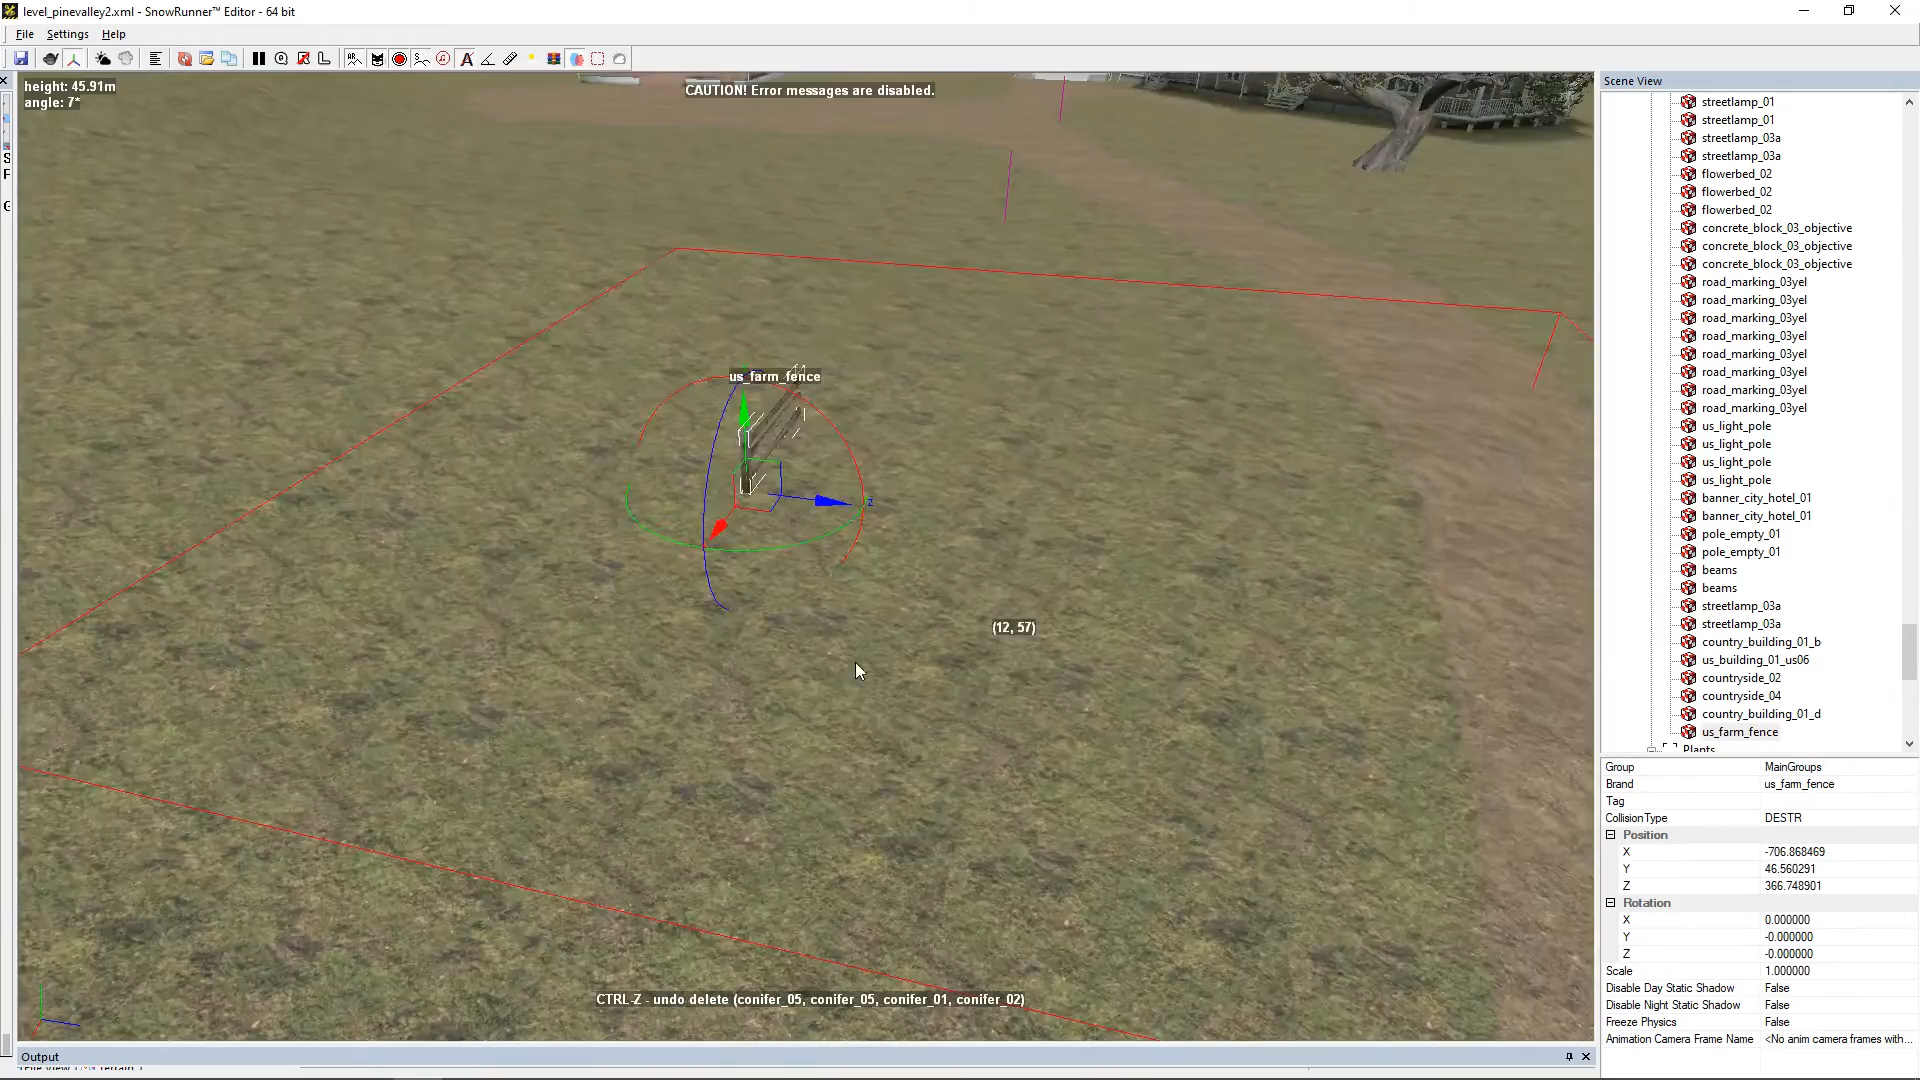 level_pinevalley2.xml - SnowRunner™ Editor - 64 bit
File Settings Help
height: 45.91m
angle: 7*
CAUTION! Error messages are disabled.
us_farm_fence
z
(12, 57)
CTRL-Z - undo delete (conifer_05, conifer_05, conifer_01, conifer_02)
S
F
G
Output
Scene View
streetlamp_01
streetlamp_01
streetlamp_03a
streetlamp_03a
flowerbed_02
flowerbed_02
flowerbed_02
concrete_block_03_objective
concrete_block_03_objective
concrete_block_03_objective
road_marking_03yel
road_marking_03yel
road_marking_03yel
road_marking_03yel
road_marking_03yel
road_marking_03yel
road_marking_03yel
road_marking_03yel
us_light_pole
us_light_pole
us_light_pole
us_light_pole
banner_city_hotel_01
banner_city_hotel_01
pole_empty_01
pole_empty_01
beams
beams
streetlamp_03a
streetlamp_03a
country_building_01_b
us_building_01_us06
countryside_02
countryside_04
country_building_01_d
us_farm_fence
Plants
Group MainGroups
Brand us_farm_fence
Tag
CollisionType DESTR
Position
X -706.868469
Y 46.560291
Z 366.748901
Rotation
X 0.000000
Y -0.000000
Z -0.000000
Scale 1.000000
Disable Day Static Shadow False
Disable Night Static Shadow False
Freeze Physics False
Animation Camera Frame Name <No anim camera frames with...